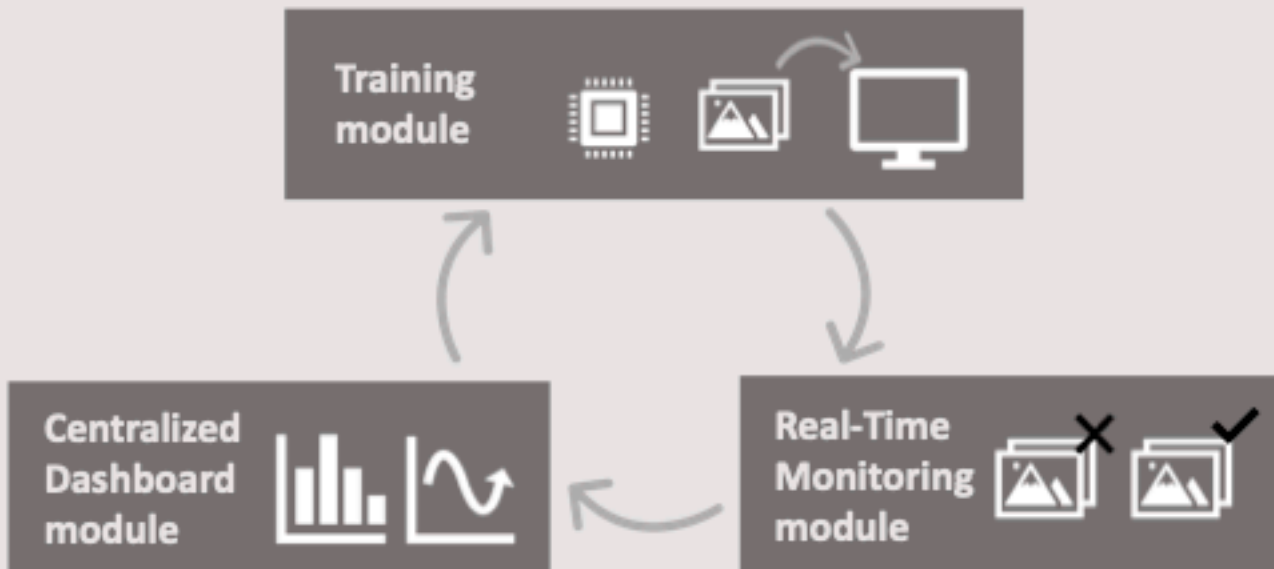 Training
module
Centralized
Dashboard
module
Real-Time
Monitoring
module